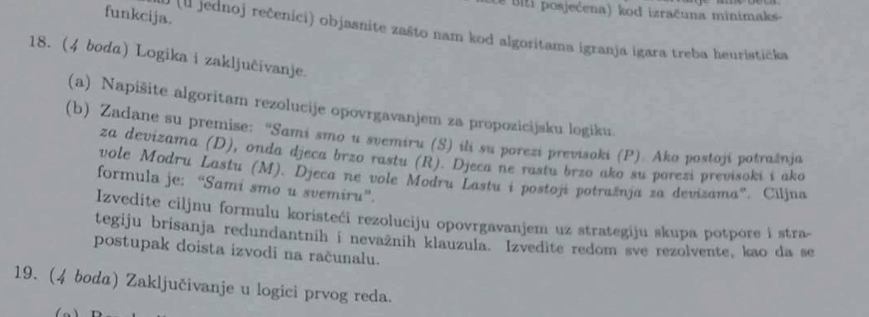 (u jednoj rečenici) objasnite zašto nam kod algoritama igranja igara treba heuristička
biti posjećena) kod izračuna minimaks-
funkcija.
18. (4 boda) Logika i zaključivanje.
(a) Napišite algoritam rezolucije opovrgavanjem za propozicijsku logiku.
(b) Zadane su premise: "Sami smo u svemiru (S) ili su porezi previsoki (P). Ako postoji potražnja
za devizama (D), onda djeca brzo rastu (R). Djeca ne rastu brzo ako su porezi previsoki i ako
vole Modru Lastu (M). Djeca ne vole Modru Lastu i postoji potražnja za devizama". Ciljna
formula je: "Sami smo u svemiru".
Izvedite ciljnu formulu koristeći rezoluciju opovrgavanjem uz strategiju skupa potpore i stra-
tegiju brisanja redundantnih i nevažnih klauzula. Izvedite redom sve rezolvente, kao da se
postupak doista izvodi na računalu.
19. (4 boda) Zaključivanje u logici prvog reda.